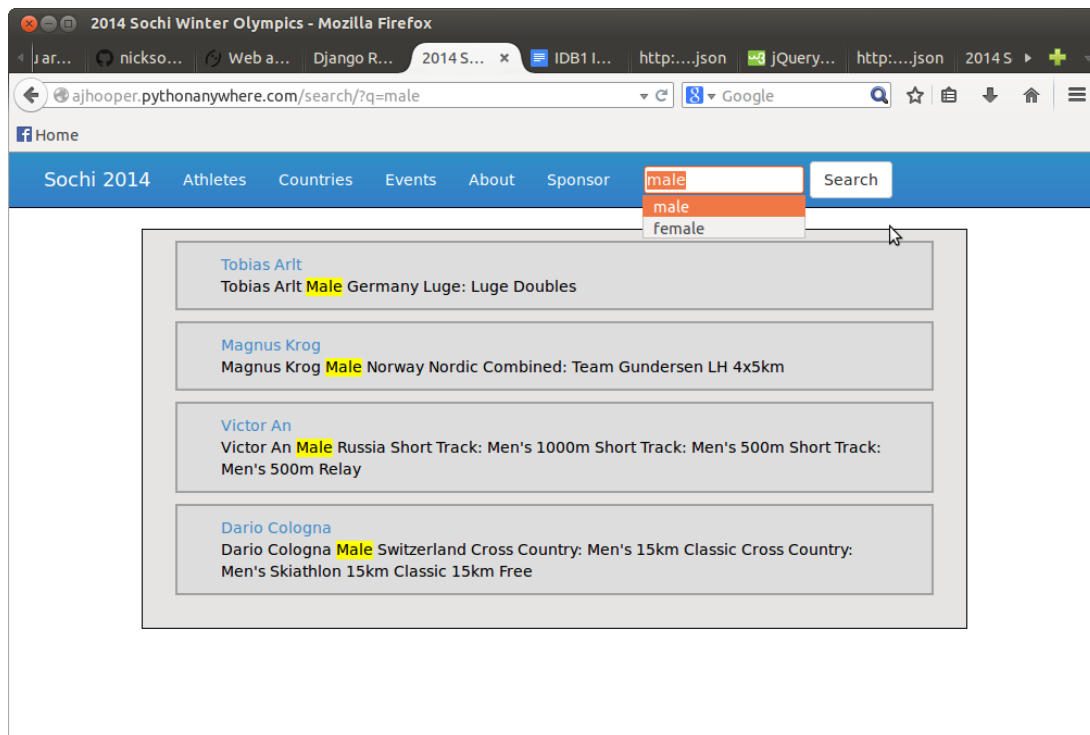 2014 Sochi Winter Olympics - Mozilla Firefox
ar... nickso... Web a... Django R... 2014 S... × IDB1 I... http:....json jQuery... http:....json 2014 S
ajhooper.pythonanywhere.com/search/?q=male Google
Home
Sochi 2014 Athletes Countries Events About Sponsor male Search
male
female
Tobias Arlt
Tobias Arlt Male Germany Luge: Luge Doubles
Magnus Krog
Magnus Krog Male Norway Nordic Combined: Team Gundersen LH 4x5km
Victor An
Victor An Male Russia Short Track: Men's 1000m Short Track: Men's 500m Short Track:
Men's 500m Relay
Dario Cologna
Dario Cologna Male Switzerland Cross Country: Men's 15km Classic Cross Country:
Men's Skiathlon 15km Classic 15km Free